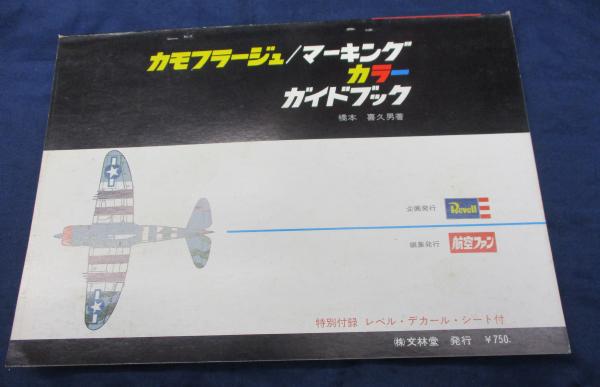 カモフラージュ/マーキング
カラー
ガイドブック
橋本 喜久男著
企画発行 Revell
編集発行 航空ファン
特別付録 レベル・デカール・シート付
㈱文林堂 発行 ¥750.